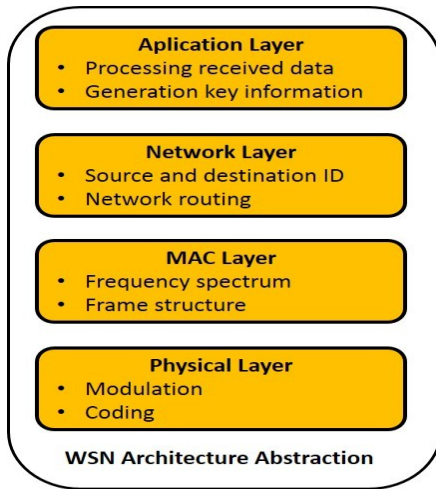 Aplication Layer
• Processing received data
• Generation key information
Network Layer
• Source and destination ID
• Network routing
MAC Layer
• Frequency spectrum
• Frame structure
Physical Layer
• Modulation
• Coding
WSN Architecture Abstraction